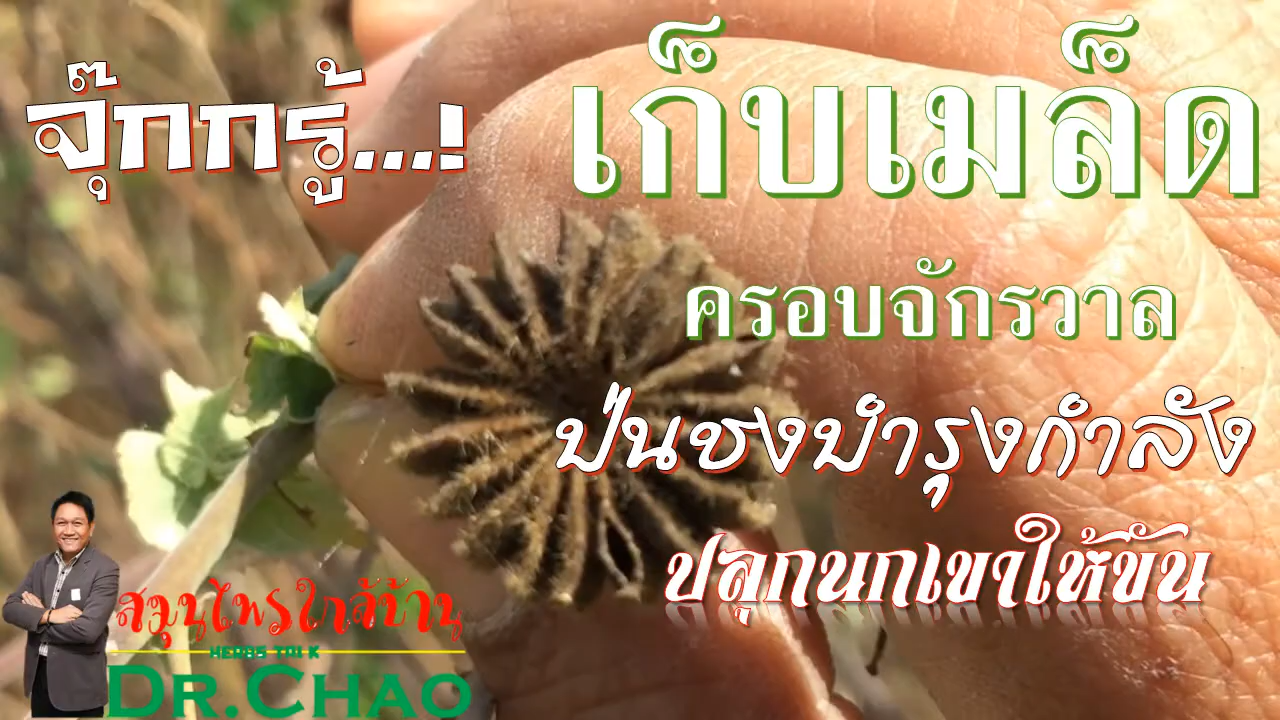 จุ๊กกรู้...!
เก็บเมล็ด
ครอบจักรวาล
ป่นชงบำรุงกำลัง
ปลุกนกเขาให้ขัน
สมุนไพรใกล้บ้าน
HERBS TALK
DR.CHAO